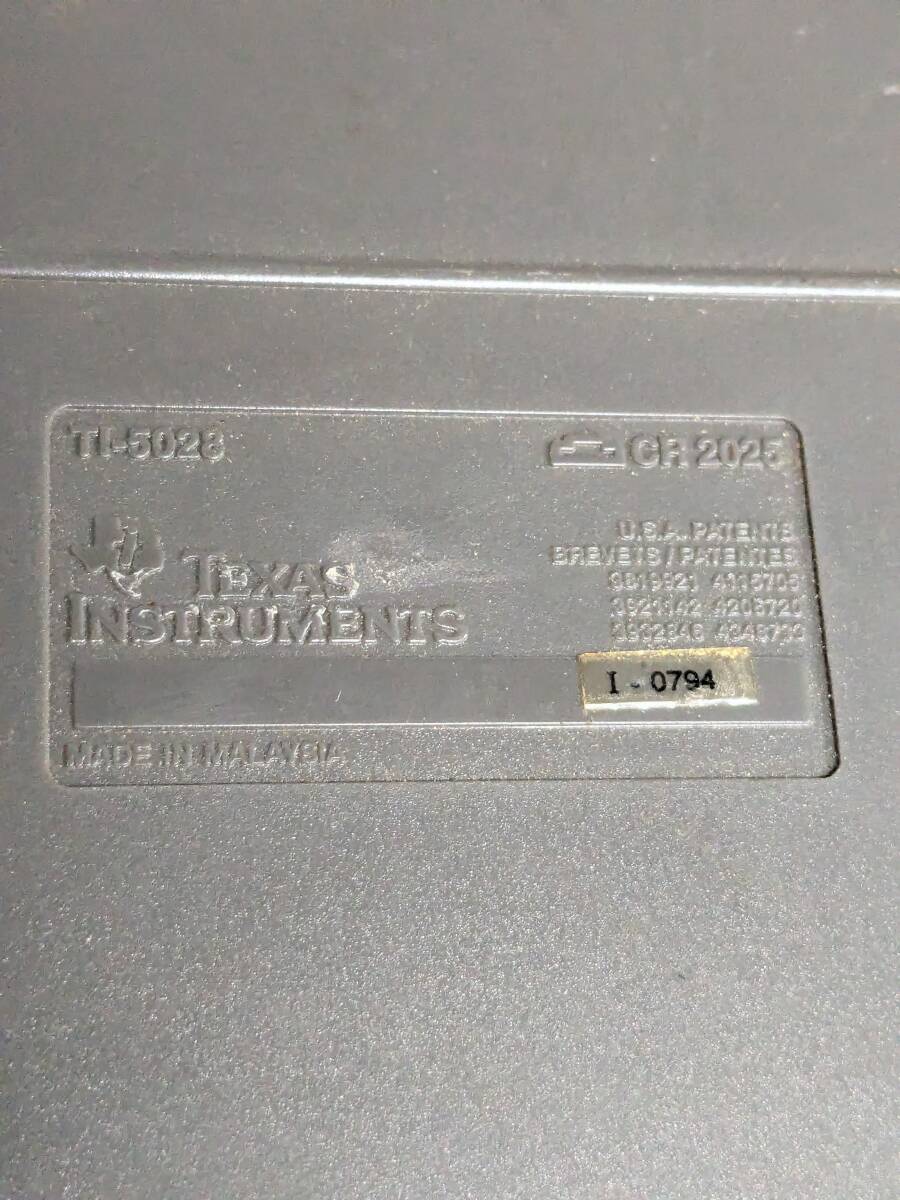 TI-5028
CR 2025
TEXAS
INSTRUMENTS
U.S.A. PATENTS
BREVETS / PATENTES
I - 0794
MADE IN MALAYSIA